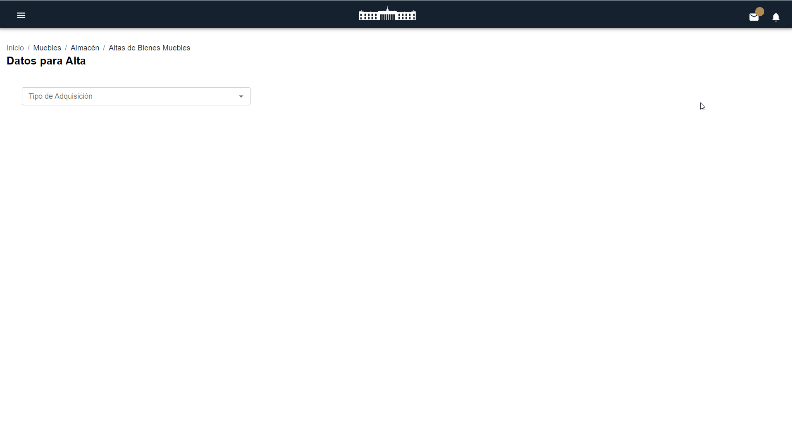 Inicio / Muebles / Almacén / Altas de Bienes Muebles
Datos para Alta
Tipo de Adquisición